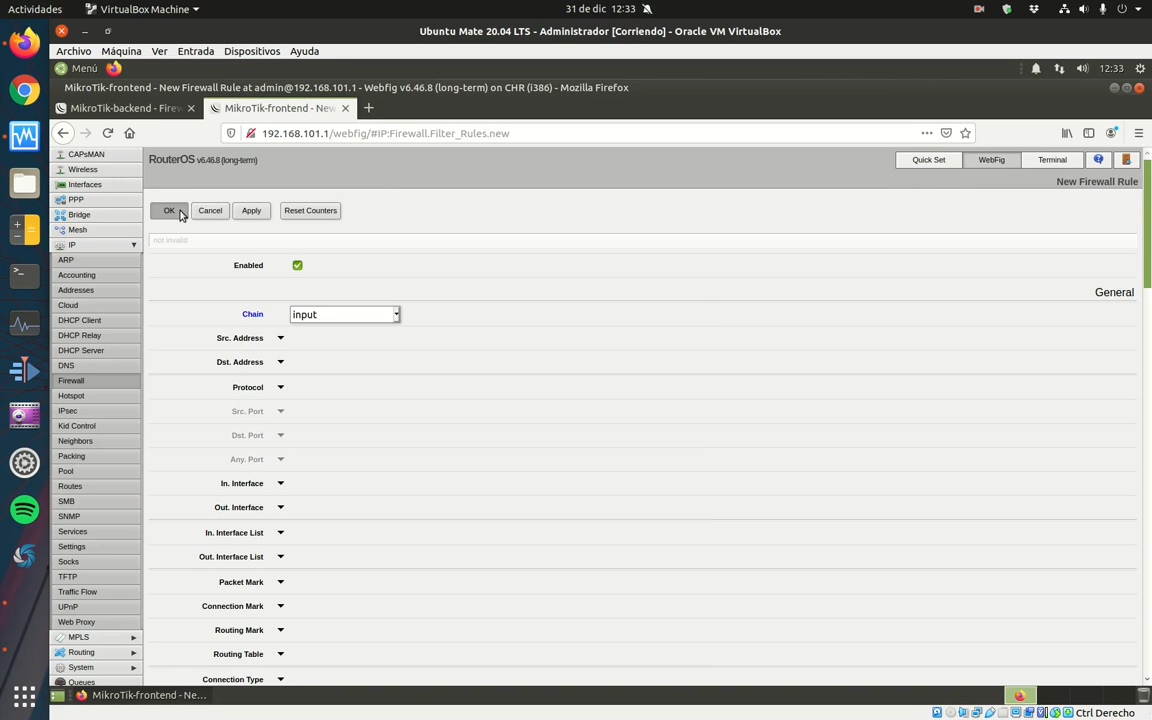 Actividades
VirtualBox Machine
31 de dic 12:33
Ubuntu Mate 20.04 LTS - Administrador [Corriendo] - Oracle VM VirtualBox
Archivo Máquina Ver Entrada Dispositivos Ayuda
Menú
12:33
MikroTik-frontend - New Firewall Rule at admin@192.168.101.1 - Webfig v6.46.8 (long-term) on CHR (i386) - Mozilla Firefox
MikroTik-backend - Firew
MikroTik-frontend - New
192.168.101.1/webfig/#IP:Firewall.Filter_Rules.new
RouterOS v6.46.8 (long-term)
Quick Set
WebFig
Terminal
New Firewall Rule
CAPsMAN
Wireless
Interfaces
PPP
Bridge
Mesh
IP
ARP
Accounting
Addresses
Cloud
DHCP Client
DHCP Relay
DHCP Server
DNS
Firewall
Hotspot
IPsec
Kid Control
Neighbors
Packing
Pool
Routes
SMB
SNMP
Services
Settings
Socks
TFTP
Traffic Flow
UPnP
Web Proxy
MPLS
Routing
System
Queues
OK
Cancel
Apply
Reset Counters
not invalid
Enabled
General
Chain
input
Src. Address
Dst. Address
Protocol
Src. Port
Dst. Port
Any. Port
In. Interface
Out. Interface
In. Interface List
Out. Interface List
Packet Mark
Connection Mark
Routing Mark
Routing Table
Connection Type
MikroTik-frontend - Ne...
Ctrl Derecho